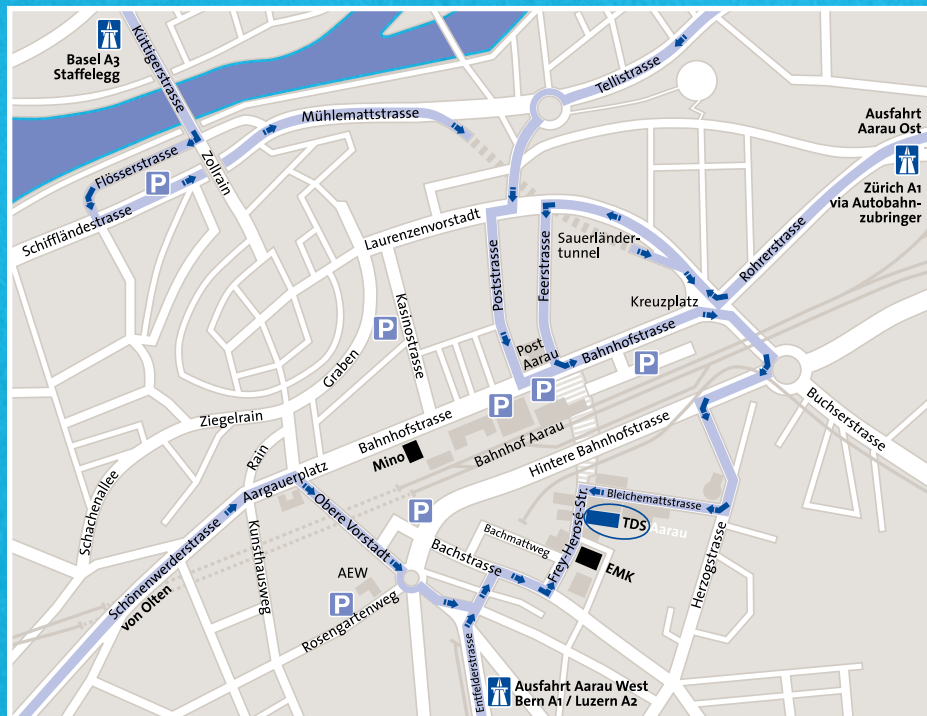 Basel A3
Staffelegg
Küttigerstrasse
Tellistrasse
Mühlemattstrasse
Ausfahrt
Aarau Ost
Flösserstrasse
Zollrain
P
Zürich A1
via Autobahn-
zubringer
Schifflándestrasse
Laurenzenvorstadt
Sauerländer-
tunnel
Rohrerstrasse
Poststrasse
Feerstrasse
Kreuzplatz
Kasinostrasse
P
Graben
Post
Aarau
Bahnhofstrasse
P
P
P
Ziegelrain
Buchserstrasse
Bahnhofstrasse
Rain
Mino
Bahnhof Aarau
Hintere Bahnhofstrasse
Aargauerplatz
Schachenallee
Obere Vorstadt
P
Bleichemattstrasse
Frey-Herosé-Str.
TDS
Aarau
Kunsthausweg
Bachmattweg
Bachstrasse
EMK
Schönenwerderstrasse
von Olten
AEW
P
Rosengartenweg
Herzogstrasse
Entfelderstrasse
Ausfahrt Aarau West
Bern A1 / Luzern A2